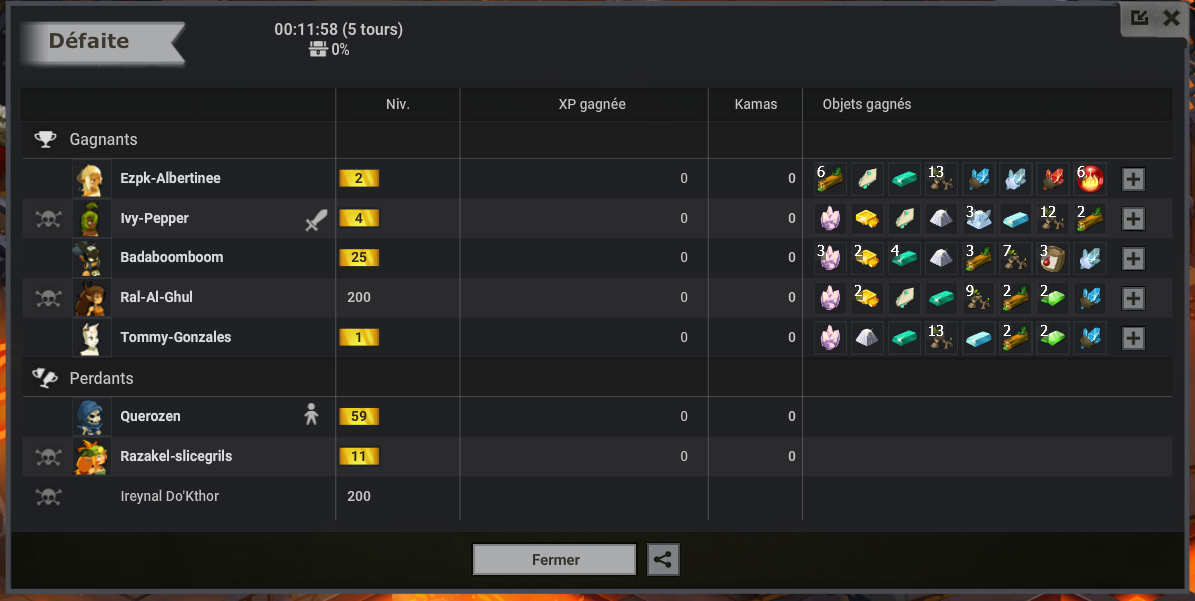 Défaite
00:11:58 (5 tours)
0%
Niv. XP gagnée Kamas Objets gagnés
Gagnants
Ezpk-Albertinee 2 0 0 6 13 6
Ivy-Pepper 4 0 0 3 12 2
Badaboomboom 25 0 0 3 2 4 3 7 3
Ral-Al-Ghul 200 0 0 2 9 2 2
Tommy-Gonzales 1 0 0 13 2 2
Perdants
Querozen 59 0 0
Razakel-slicegrils 11 0 0
Ireynal Do'Kthor 200
Fermer